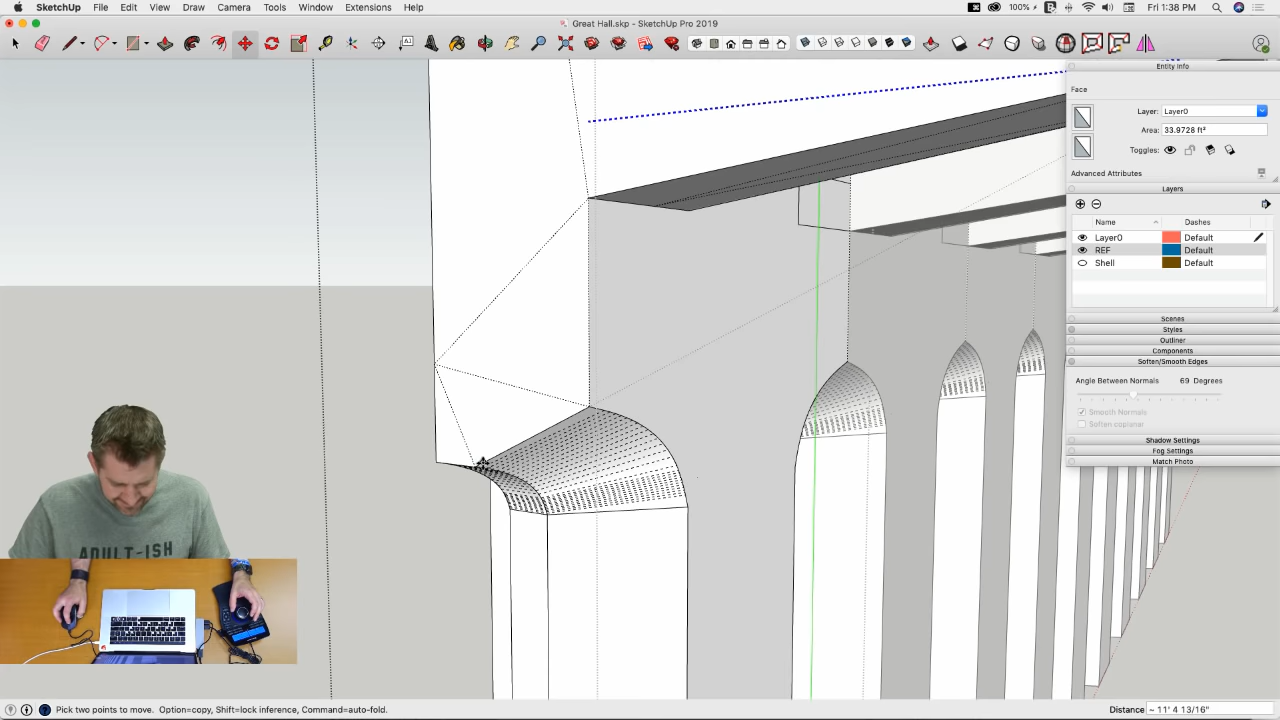 SketchUp File Edit View Draw Camera Tools Window Extensions Help 100% Fri 1:38 PM
Great Hall.skp - SketchUp Pro 2019
Entity Info
Face
Layer: Layer0
Area: 33.9728 ft²
Toggles:
Advanced Attributes
Layers
Name Dashes
Layer0 Default
REF Default
Shell Default
Scenes
Styles
Outliner
Components
Soften/Smooth Edges
Angle Between Normals 69 Degrees
Smooth Normals
Soften coplanar
Shadow Settings
Fog Settings
Match Photo
ADULT-ISH
Pick two points to move. Option=copy, Shift=lock inference, Command=auto-fold. Distance ~ 11' 4 13/16"